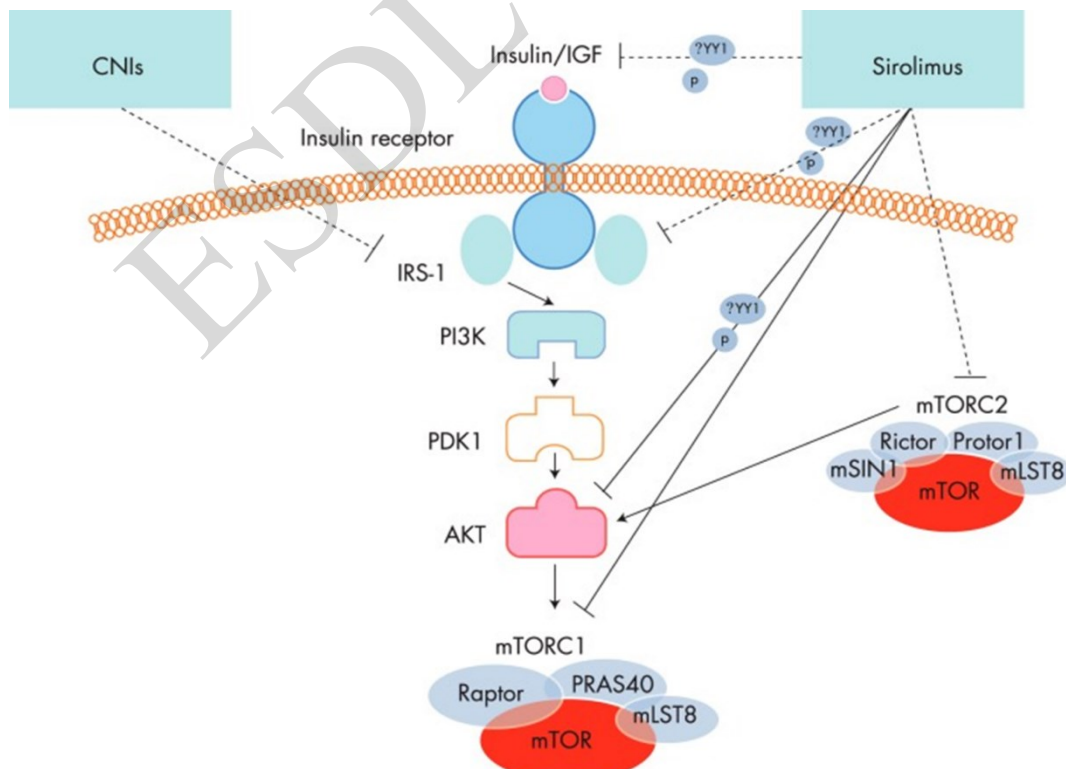 CNIs
Insulin/IGF
?YY1
p
Sirolimus
Insulin receptor
?YY1
p
IRS-1
?YY1
p
PI3K
mTORC2
PDK1
Rictor
Protor1
mSIN1
mLST8
mTOR
AKT
mTORC1
Raptor
PRAS40
mLST8
mTOR
ESDL